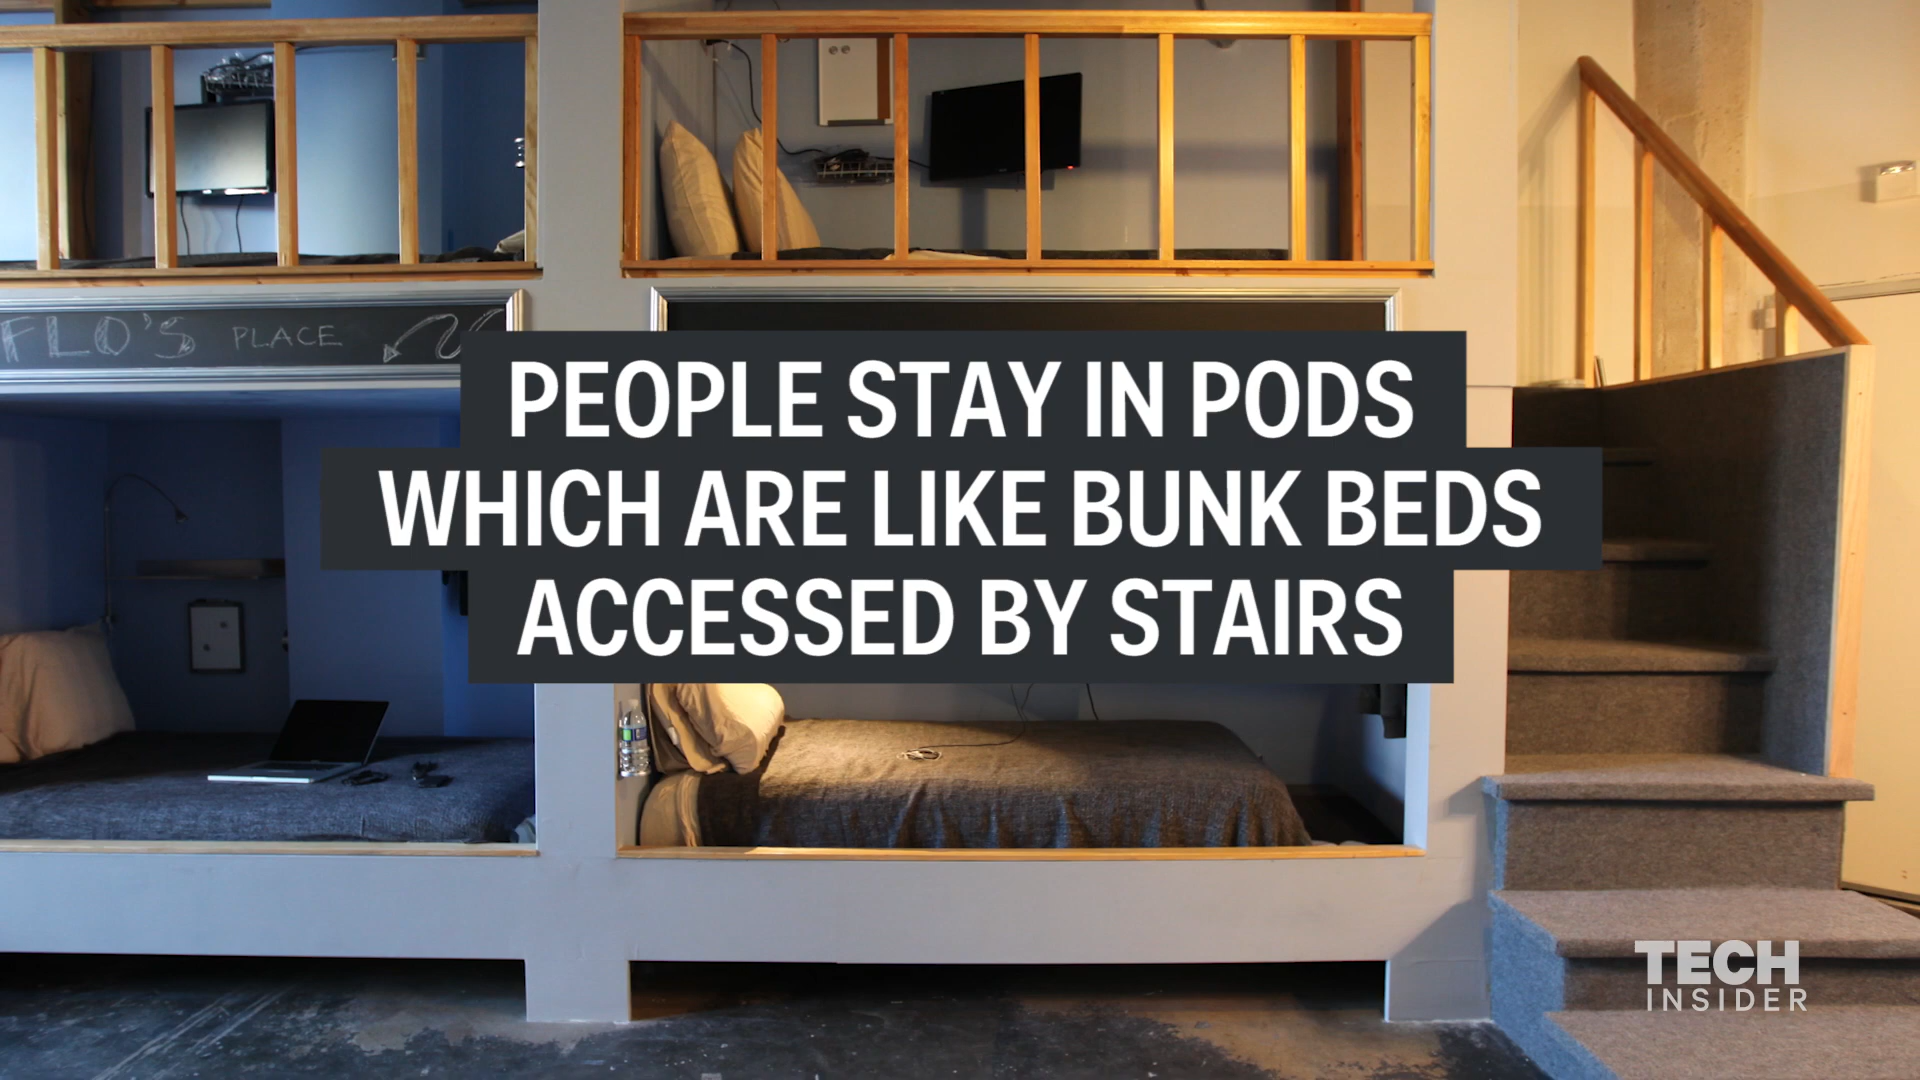 FLO'S PLACE
PEOPLE STAY IN PODS
WHICH ARE LIKE BUNK BEDS
ACCESSED BY STAIRS
TECH
INSIDER